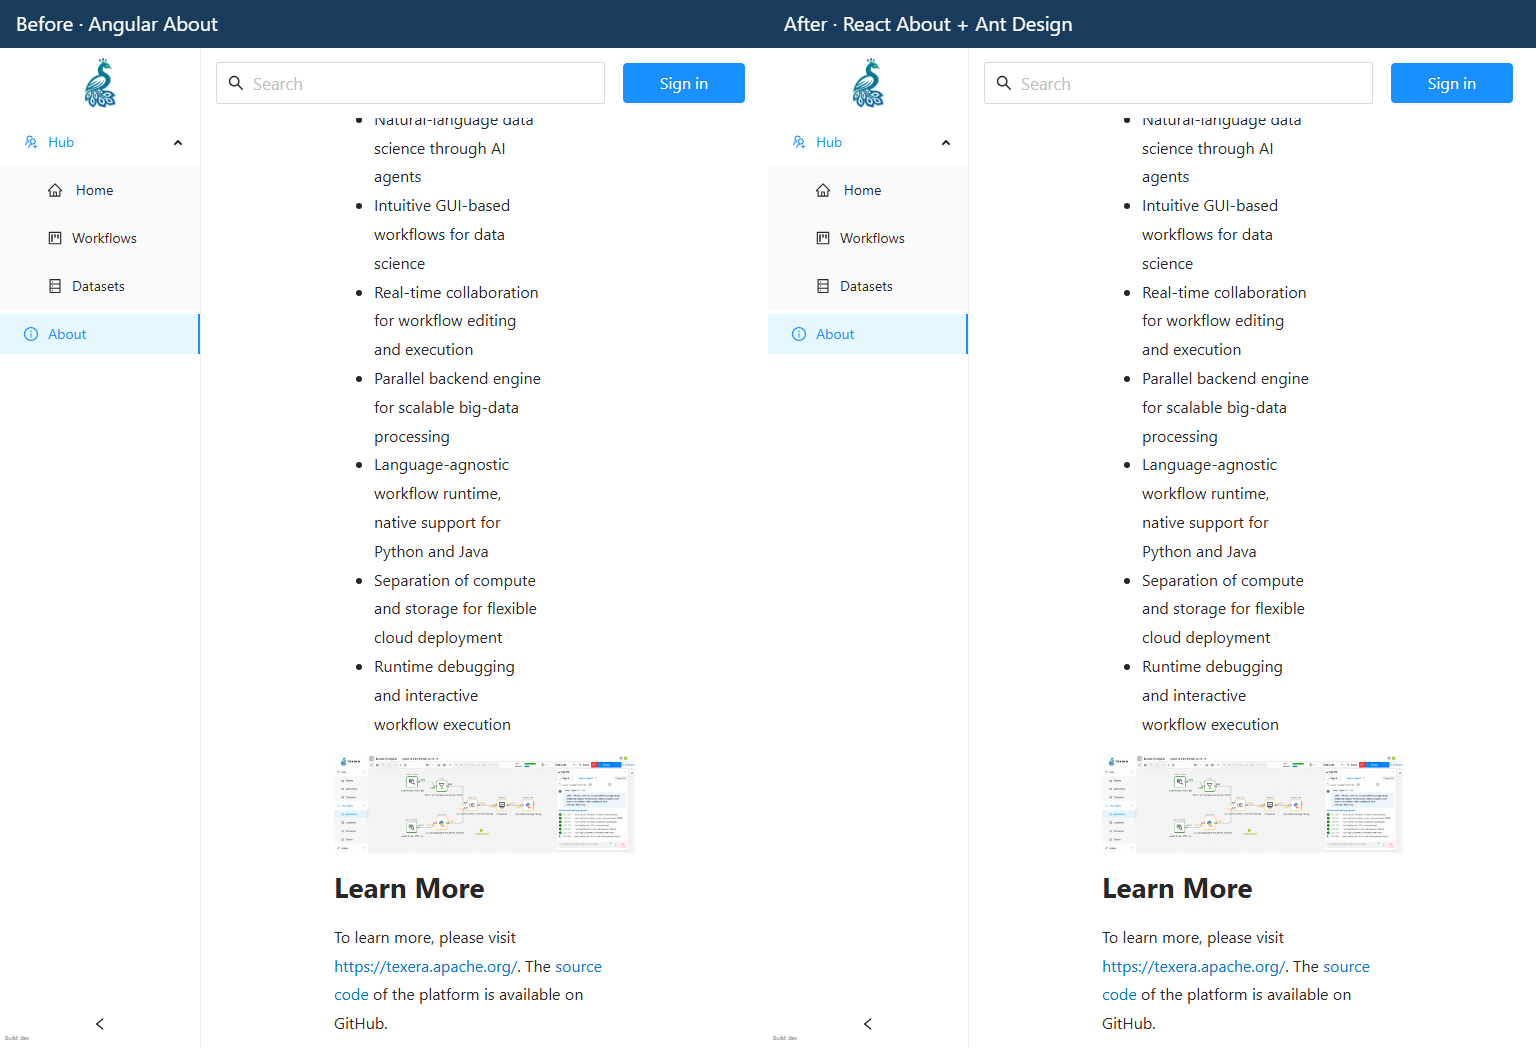 Before · Angular About
Search
Sign in
Hub
Home
Workflows
Datasets
About
Natural-language data
science through AI
agents
Intuitive GUI-based
workflows for data
science
Real-time collaboration
for workflow editing
and execution
Parallel backend engine
for scalable big-data
processing
Language-agnostic
workflow runtime,
native support for
Python and Java
Separation of compute
and storage for flexible
cloud deployment
Runtime debugging
and interactive
workflow execution
Learn More
To learn more, please visit
https://texera.apache.org/. The source
code of the platform is available on
GitHub.
Build: dev
After · React About + Ant Design
Search
Sign in
Hub
Home
Workflows
Datasets
About
Natural-language data
science through AI
agents
Intuitive GUI-based
workflows for data
science
Real-time collaboration
for workflow editing
and execution
Parallel backend engine
for scalable big-data
processing
Language-agnostic
workflow runtime,
native support for
Python and Java
Separation of compute
and storage for flexible
cloud deployment
Runtime debugging
and interactive
workflow execution
Learn More
To learn more, please visit
https://texera.apache.org/. The source
code of the platform is available on
GitHub.
Build: dev